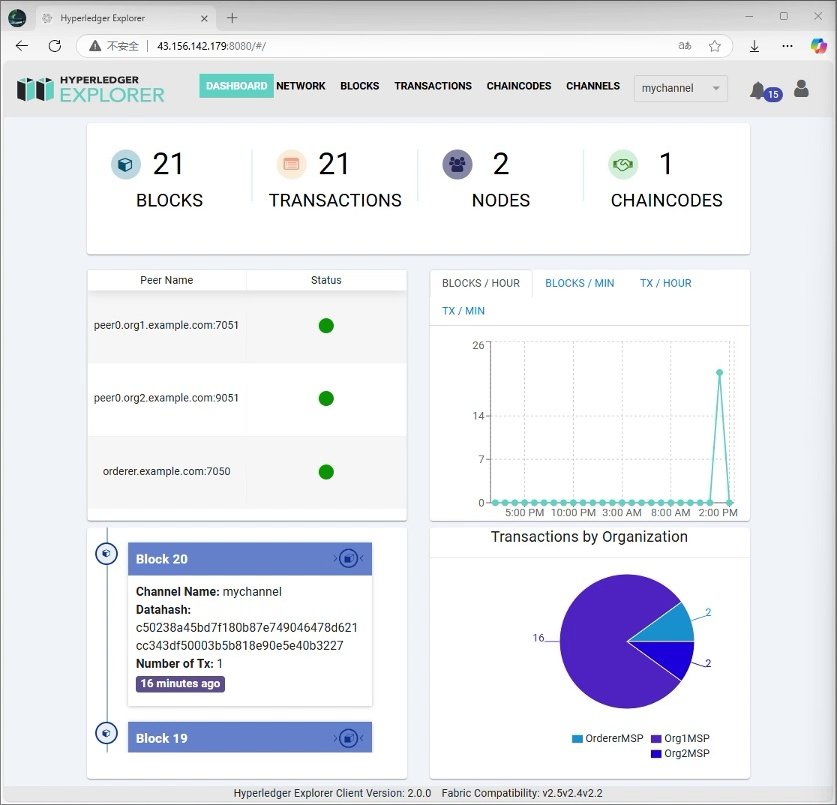 Hyperledger Explorer
不安全
43.156.142.179:8080/#/
aあ
HYPERLEDGER
EXPLORER
DASHBOARD
NETWORK
BLOCKS
TRANSACTIONS
CHAINCODES
CHANNELS
mychannel
15
21
BLOCKS
21
TRANSACTIONS
2
NODES
1
CHAINCODES
Peer Name
Status
peer0.org1.example.com:7051
peer0.org2.example.com:9051
orderer.example.com:7050
BLOCKS / HOUR
BLOCKS / MIN
TX / HOUR
TX / MIN
26
14
7
0
5:00 PM
10:00 PM
3:00 AM
8:00 AM
2:00 PM
Block 20
Channel Name: mychannel
Datahash:
c50238a45bd7f180b87e749046478d621
cc343df50003b5b818e90e5e40b3227
Number of Tx: 1
16 minutes ago
Block 19
Transactions by Organization
16
2
2
OrdererMSP
Org1MSP
Org2MSP
Hyperledger Explorer Client Version: 2.0.0
Fabric Compatibility: v2.5v2.4v2.2